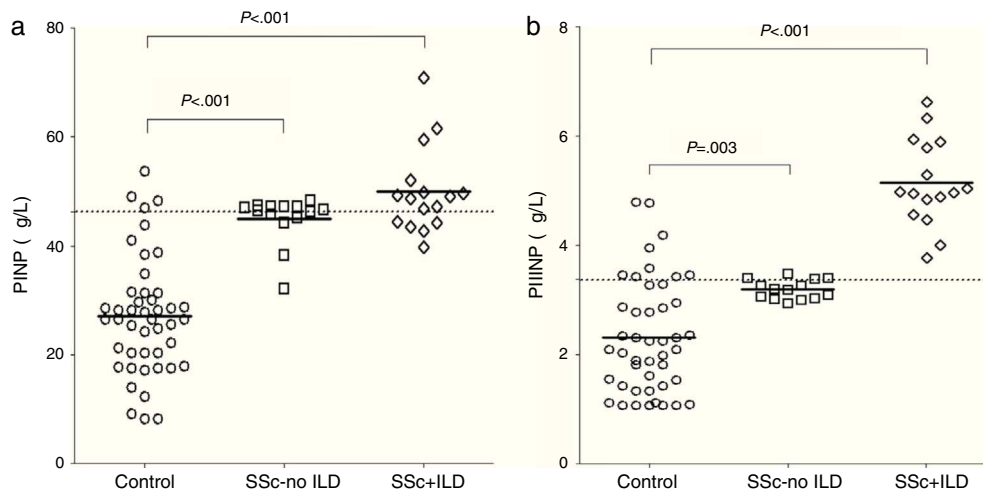 a
P<.001
P<.001
80
60
40
20
0
PINP ( g/L)
Control
SSc-no ILD
SSc+ILD
b
P<.001
P=.003
8
6
4
2
0
PIIINP ( g/L)
Control
SSc-no ILD
SSc+ILD